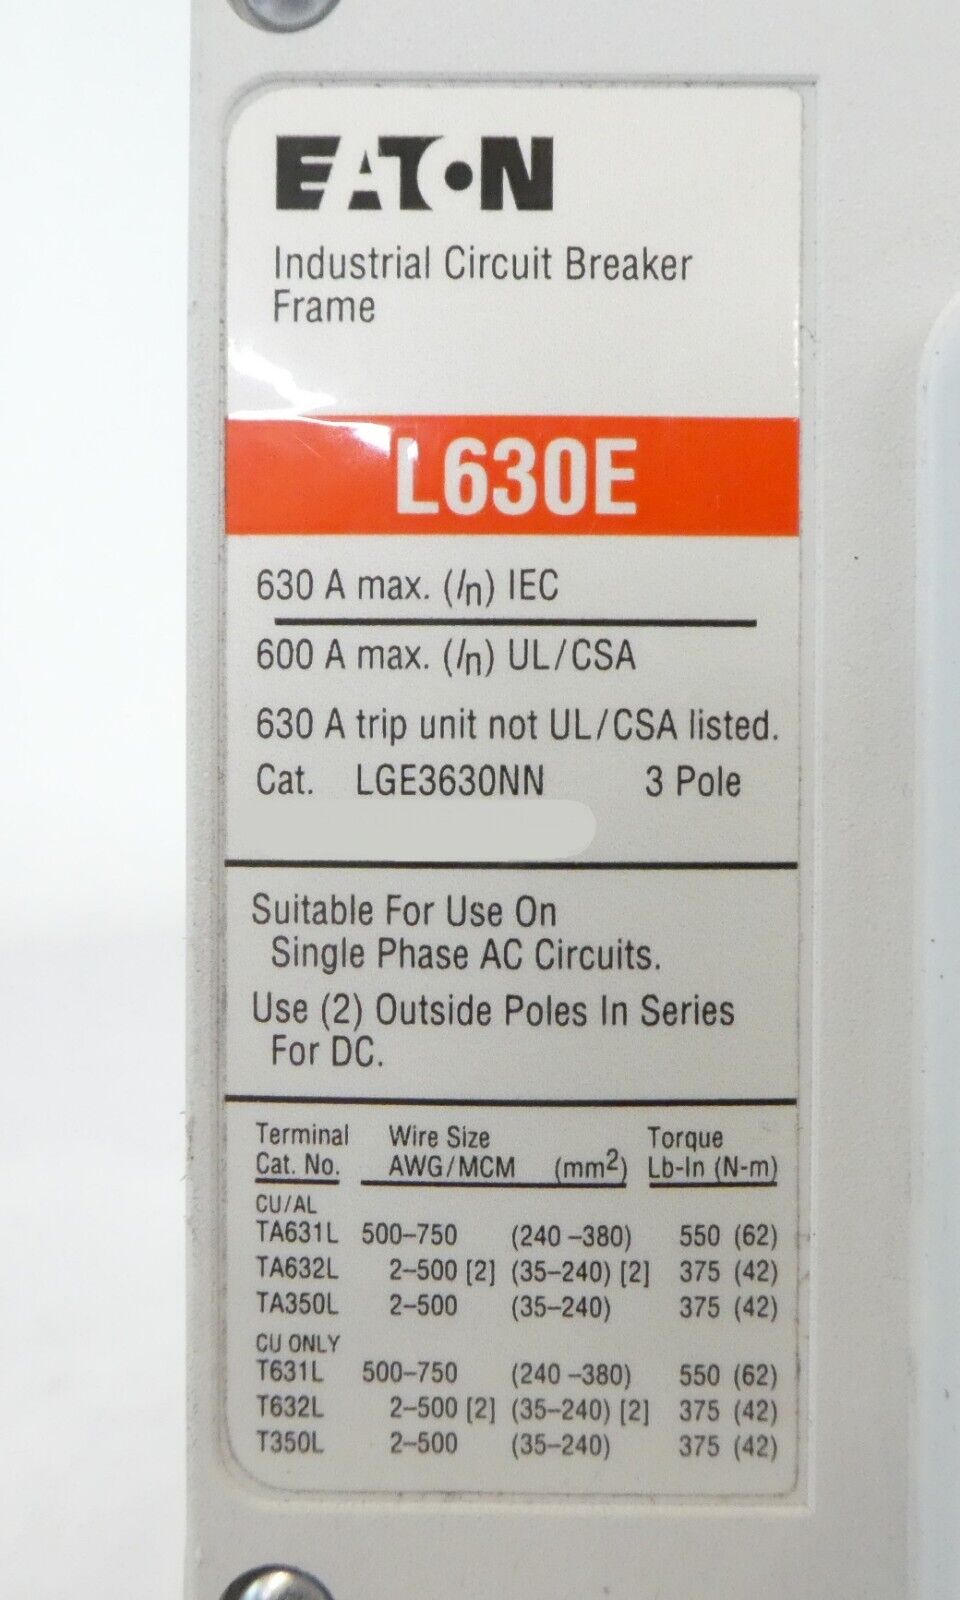 EATON
Industrial Circuit Breaker
Frame
L630E
630 A max. (In) IEC
600 A max. (In) UL/CSA
630 A trip unit not UL/CSA listed.
Cat. LGE3630NN 3 Pole
Suitable For Use On
Single Phase AC Circuits.
Use (2) Outside Poles In Series
For DC.
Terminal Wire Size Torque
Cat. No. AWG/MCM (mm2) Lb-In (N-m)
CU/AL
TA631L 500–750 (240–380) 550 (62)
TA632L 2–500 [2] (35–240) [2] 375 (42)
TA350L 2–500 (35–240) 375 (42)
CU ONLY
T631L 500–750 (240–380) 550 (62)
T632L 2–500 [2] (35–240) [2] 375 (42)
T350L 2–500 (35–240) 375 (42)